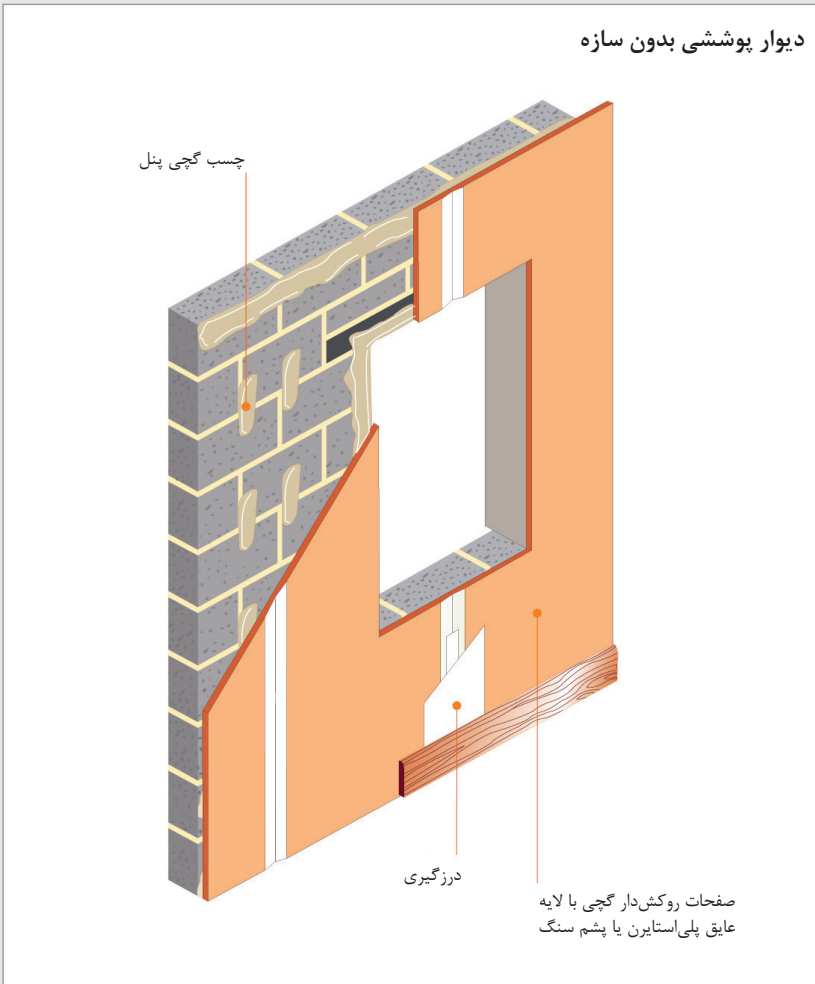 دیوار پوششی بدون سازه
چسب گچی پنل
درزگیری
صفحات روکش‌دار گچی با لایه
عایق پلی‌استایرن یا پشم سنگ